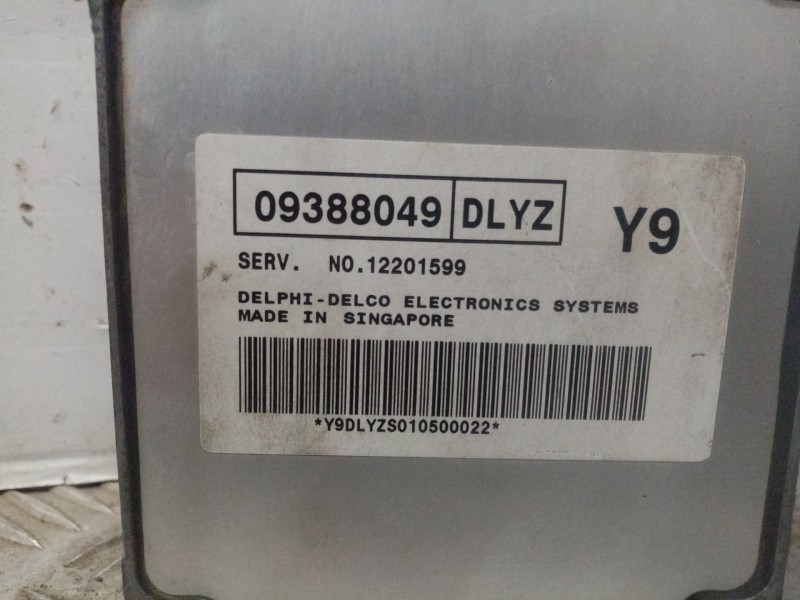 09388049 DLYZ Y9
SERV. NO.12201599
DELPHI-DELCO ELECTRONICS SYSTEMS
MADE IN SINGAPORE
*Y9DLYZS010500022*